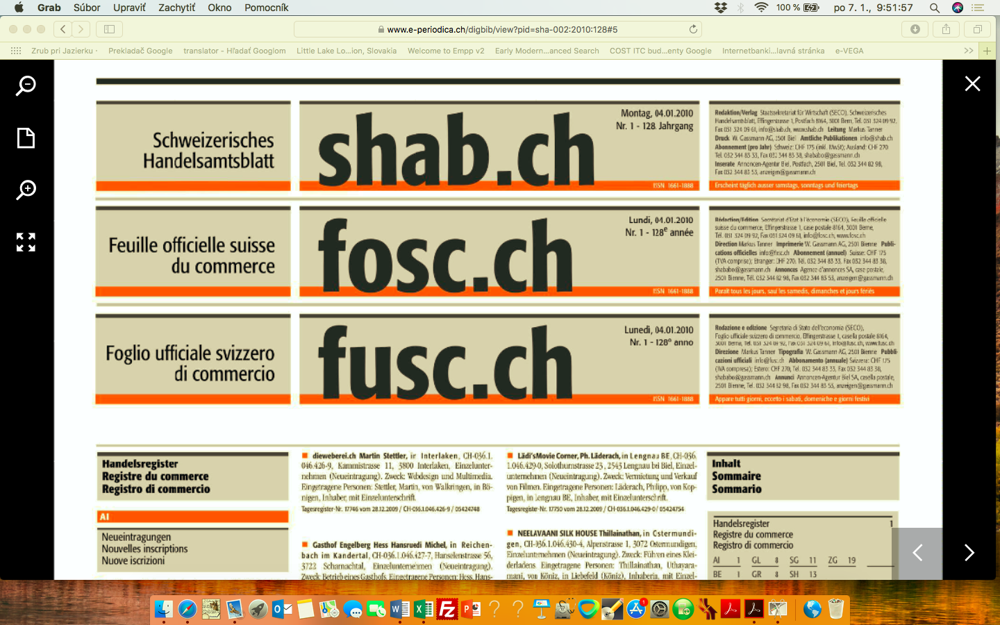 Grab Súbor Upraviť Zachytiť Okno Pomocník 100 % po 7. 1., 9:51:57
www.e-periodica.ch/digbib/view?pid=sha-002:2010:128#5
Zrub pri Jazierku · Prekladač Google translator - Hľadať Googlom Little Lake Lo...ion, Slovakia Welcome to Empp v2 Early Modern...anced Search COST ITC bud...enty Google Internetbanki...lavná stránka e-VEGA
Schweizerisches
Handelsamtsblatt
shab.ch
Montag, 04.01.2010
Nr. 1 - 128. Jahrgang
ISSN 1661-1888
Redaktion/Verlag Staatssekretariat für Wirtschaft (SECO), Schweizerisches
Handelsamtsblatt, Effingerstrasse 1, Postfach 8164, 3001 Bern, Tel. 031 324 09 92,
Fax 031 324 09 61, info@shab.ch, www.shab.ch Leitung Markus Tanner
Druck W. Gassmann AG, 2501 Biel Amtliche Publikationen info@shab.ch
Abonnement (pro Jahr) Schweiz: CHF 175 (inkl. MwSt); Ausland: CHF 270
Tel. 032 344 83 33, Fax 032 344 83 38, shababo@gassmann.ch
Inserate Annoncen-Agentur Biel, Postfach, 2501 Biel, Tel. 032 344 82 98,
Fax 032 344 83 53, anzeigen@gassmann.ch
Erscheint täglich ausser samstags, sonntags und feiertags
Feuille officielle suisse
du commerce
fosc.ch
Lundi, 04.01.2010
Nr. 1 - 128e année
ISSN 1661-1888
Rédaction/Edition Secrétariat d'Etat à l'économie (SECO), Feuille officielle
suisse du commerce, Effingerstrasse 1, case postale 8164, 3001 Berne,
Tél. 031 324 09 92, Fax 031 324 09 61, info@fosc.ch, www.fosc.ch
Direction Markus Tanner Imprimerie W. Gassmann AG, 2501 Bienne Publi-
cations officielles info@fosc.ch Abonnement (annuel) Suisse: CHF 175
(TVA comprise); Etranger: CHF 270, Tél. 032 344 83 33, Fax 032 344 83 38,
shababo@gassmann.ch Annonces Agence d'annonces SA, case postale,
2501 Bienne, Tél. 032 344 82 98, Fax 032 344 83 53, anzeigen@gassmann.ch
Paraît tous les jours, sauf les samedis, dimanches et jours fériés
Foglio ufficiale svizzero
di commercio
fusc.ch
Lunedì, 04.01.2010
Nr. 1 - 128o anno
ISSN 1661-1888
Redazione e edizione Segretaria di Stato dell'economia (SECO),
Foglio ufficiale svizzero di commercio, Effingerstrasse 1, casella postale 8164,
3001 Berna, Tel. 031 324 09 92, Fax 031 324 09 61, info@fusc.ch, www.fusc.ch
Direzione Markus Tanner Tipografia W. Gassmann AG, 2501 Bienne Pubbli-
cazioni ufficiali info@fusc.ch Abbonamento (annuale) Svizzera: CHF 175
(IVA compresa); Estero: CHF 270, Tel. 032 344 83 33, Fax 032 344 83 38,
shababo@gassmann.ch Annunci Annoncen-Agentur Biel SA, casella postale,
2501 Bienne, Tel. 032 344 82 98, Fax 032 344 83 53, anzeigen@gassmann.ch
Appare tutti giorni, eccetto i sabati, domeniche e giorni festivi
Handelsregister
Registre du commerce
Registro di commercio
AI
Neueintragungen
Nouvelles inscriptions
Nuove iscrizioni
dieweberei.ch Martin Stettler, in Interlaken, CH-036.1.
046.426-9, Kammistrasse 11, 3800 Interlaken, Einzelunter-
nehmen (Neueintragung). Zweck: Webdesign und Multimedia.
Eingetragene Personen: Stettler, Martin, von Walkringen, in Bö-
nigen, Inhaber, mit Einzelunterschrift.
Tagesregister-Nr. 17746 vom 28.12.2009 / CH-036.1.046.426-9 / 05424748
Gasthof Engelberg Hess Hansruedi Michel, in Reichen-
bach im Kandertal, CH-036.1.046.427-7, Hanselenstrasse 56,
3722 Scharnachtal, Einzelunternehmen (Neueintragung).
Zweck: Betrieb eines Gasthofs. Eingetragene Personen: Hess, Hans-
Lädi'sMovie Corner, Ph. Läderach, in Lengnau BE, CH-036.
1.046.429-0, Solothurnstrasse 23, 2543 Lengnau bei Biel, Einzel-
unternehmen (Neueintragung). Zweck: Vermietung und Verkauf
von Filmen. Eingetragene Personen: Läderach, Philipp, von Kop-
pigen, in Lengnau BE, Inhaber, mit Einzelunterschrift.
Tagesregister-Nr. 17750 vom 28.12.2009 / CH-036.1.046.429-0 / 05424754
NEELAVAANI SILK HOUSE Thillainathan, in Ostermundi-
gen, CH-036.1.046.430-4, Alpenstrasse 1, 3072 Ostermundigen,
Einzelunternehmen (Neueintragung). Zweck: Führen eines Klei-
derladens. Eingetragene Personen: Thillainathan, Uthayara-
mani, von Köniz, in Liebefeld (Köniz), Inhaberin, mit Einzel-
Inhalt
Sommaire
Sommario
Handelsregister 1
Registre du commerce
Registro di commercio
AI 1 GL 8 SG 11 ZG 19
BE 1 GR 8 SH 13